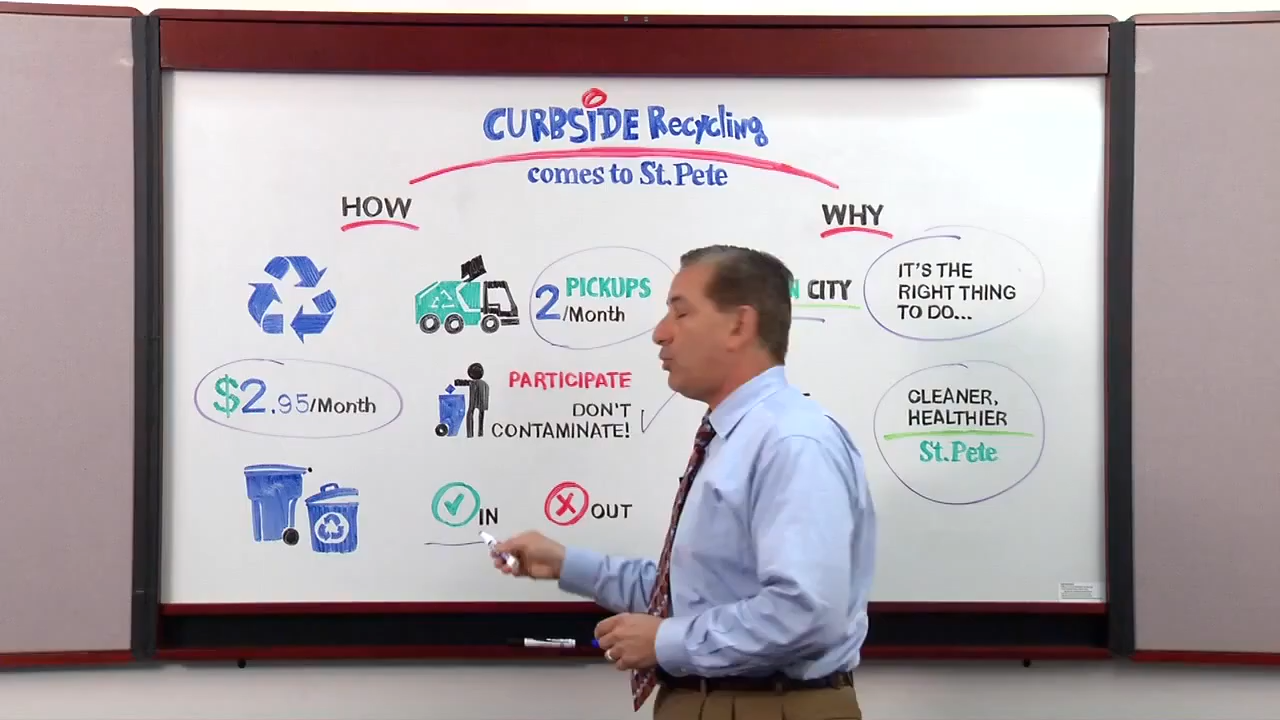 CURBSIDE Recycling
comes to St. Pete
HOW
WHY
2 PICKUPS
/Month
CITY
IT'S THE
RIGHT THING
TO DO...
$2.95/Month
PARTICIPATE
DON'T
CONTAMINATE!
CLEANER,
HEALTHIER
St. Pete
IN
OUT